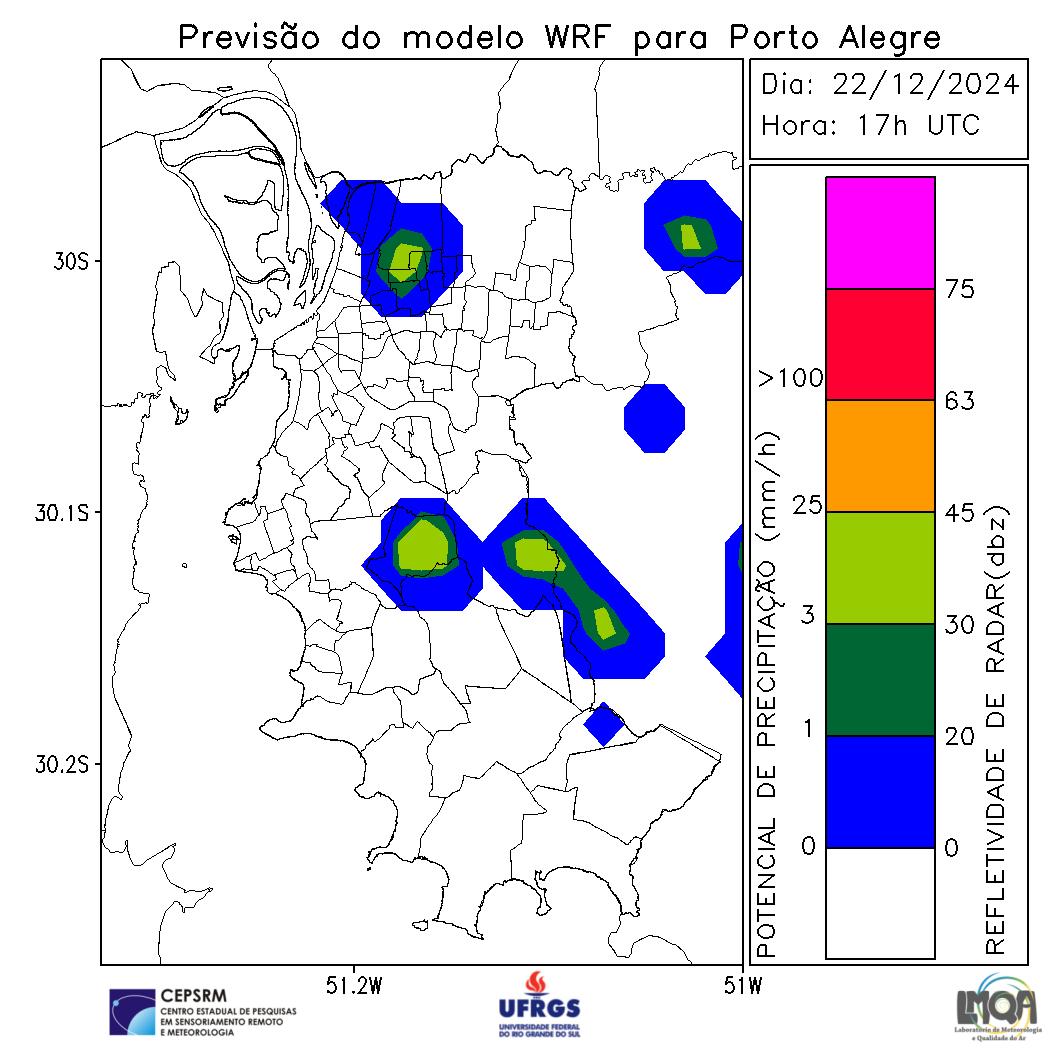 Previsão do modelo WRF para Porto Alegre
Dia: 22/12/2024
Hora: 17h UTC
30S
30.1S
30.2S
51.2W
51W
POTENCIAL DE PRECIPITAÇÃO (mm/h)
>100
25
3
1
0
75
63
45
30
20
0
REFLETIVIDADE DE RADAR(dbz)
CEPSRM
CENTRO ESTADUAL DE PESQUISAS
EM SENSORIAMENTO REMOTO
E METEOROLOGIA
UFRGS
UNIVERSIDADE FEDERAL
DO RIO GRANDE DO SUL
LMQA
Laboratório de Meteorologia
e Qualidade do Ar